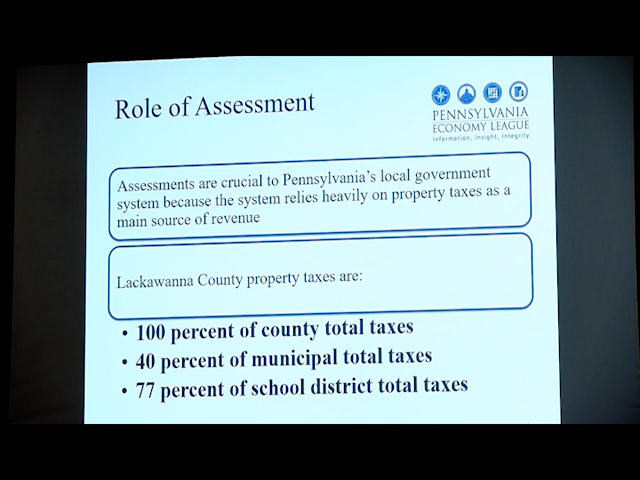 Role of Assessment
PENNSYLVANIA
ECONOMY LEAGUE
Information, Insight, Integrity.
Assessments are crucial to Pennsylvania's local government
system because the system relies heavily on property taxes as a
main source of revenue
Lackawanna County property taxes are:
• 100 percent of county total taxes
• 40 percent of municipal total taxes
• 77 percent of school district total taxes